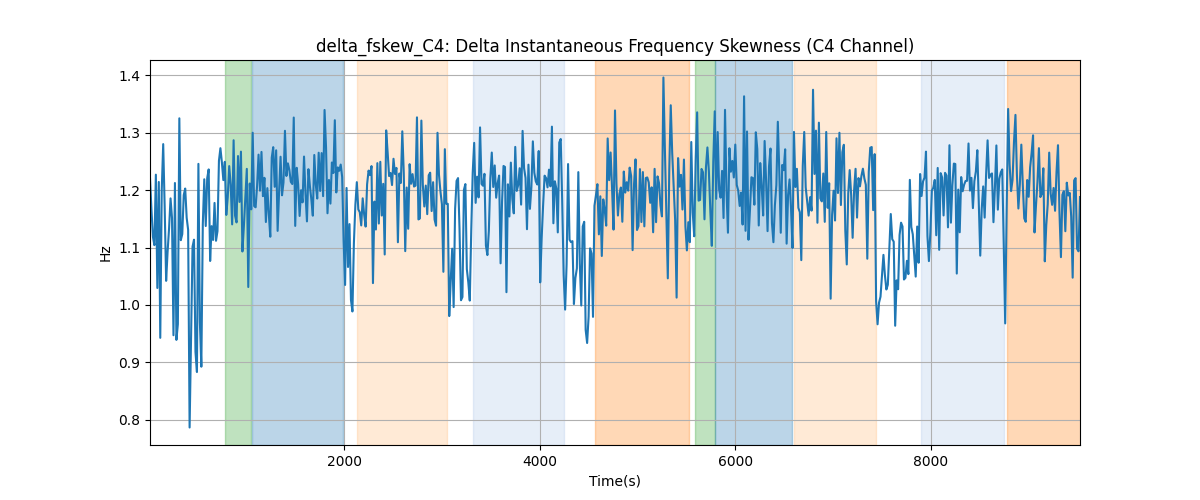 delta_fskew_C4: Delta Instantaneous Frequency Skewness (C4 Channel)
Hz
1.4
1.3
1.2
1.1
1.0
0.9
0.8
2000 4000 6000 8000
Time(s)